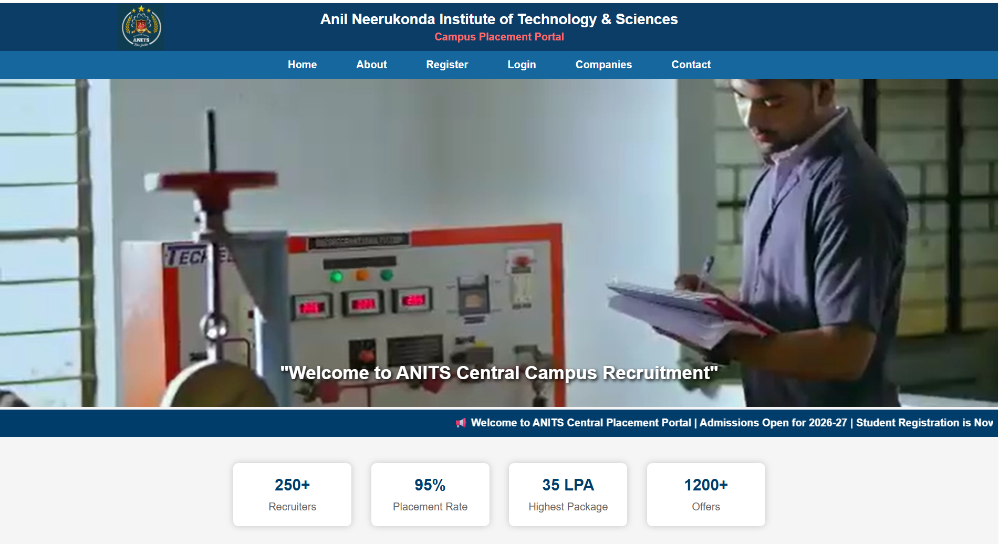 25
ANITS
Anil Neerukonda Institute of Technology & Sciences
Campus Placement Portal
Home About Register Login Companies Contact
"Welcome to ANITS Central Campus Recruitment"
Welcome to ANITS Central Placement Portal | Admissions Open for 2026-27 | Student Registration is Now
250+
Recruiters
95%
Placement Rate
35 LPA
Highest Package
1200+
Offers